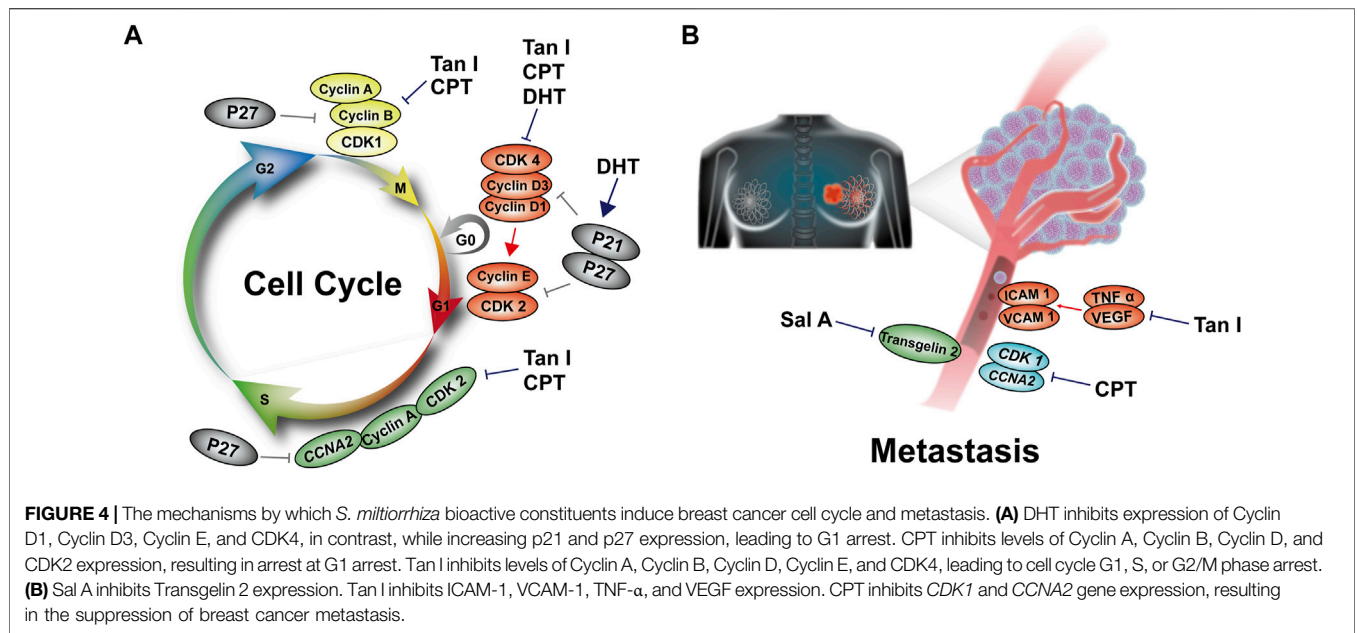 A
B
Tan I
CPT
Tan I
CPT
DHT
Cyclin A
Cyclin B
CDK1
P27
G2
M
CDK 4
Cyclin D3
Cyclin D1
DHT
G0
P21
P27
Cyclin E
CDK 2
Cell Cycle
G1
Tan I
CPT
S
CDK 2
Cyclin A
CCNA2
P27
ICAM 1
VCAM 1
TNF α
VEGF
Tan I
Sal A
Transgelin 2
CDK 1
CCNA2
CPT
Metastasis
FIGURE 4 | The mechanisms by which S. miltiorrhiza bioactive constituents induce breast cancer cell cycle and metastasis. (A) DHT inhibits expression of Cyclin
D1, Cyclin D3, Cyclin E, and CDK4, in contrast, while increasing p21 and p27 expression, leading to G1 arrest. CPT inhibits levels of Cyclin A, Cyclin B, Cyclin D, and
CDK2 expression, resulting in arrest at G1 arrest. Tan I inhibits levels of Cyclin A, Cyclin B, Cyclin D, Cyclin E, and CDK4, leading to cell cycle G1, S, or G2/M phase arrest.
(B) Sal A inhibits Transgelin 2 expression. Tan I inhibits ICAM-1, VCAM-1, TNF-α, and VEGF expression. CPT inhibits CDK1 and CCNA2 gene expression, resulting
in the suppression of breast cancer metastasis.